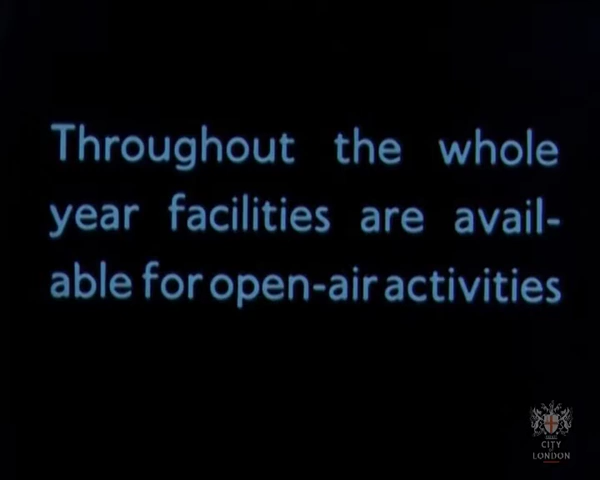 Throughout the whole
year facilities are avail-
able for open-air activities
CITY
LONDON